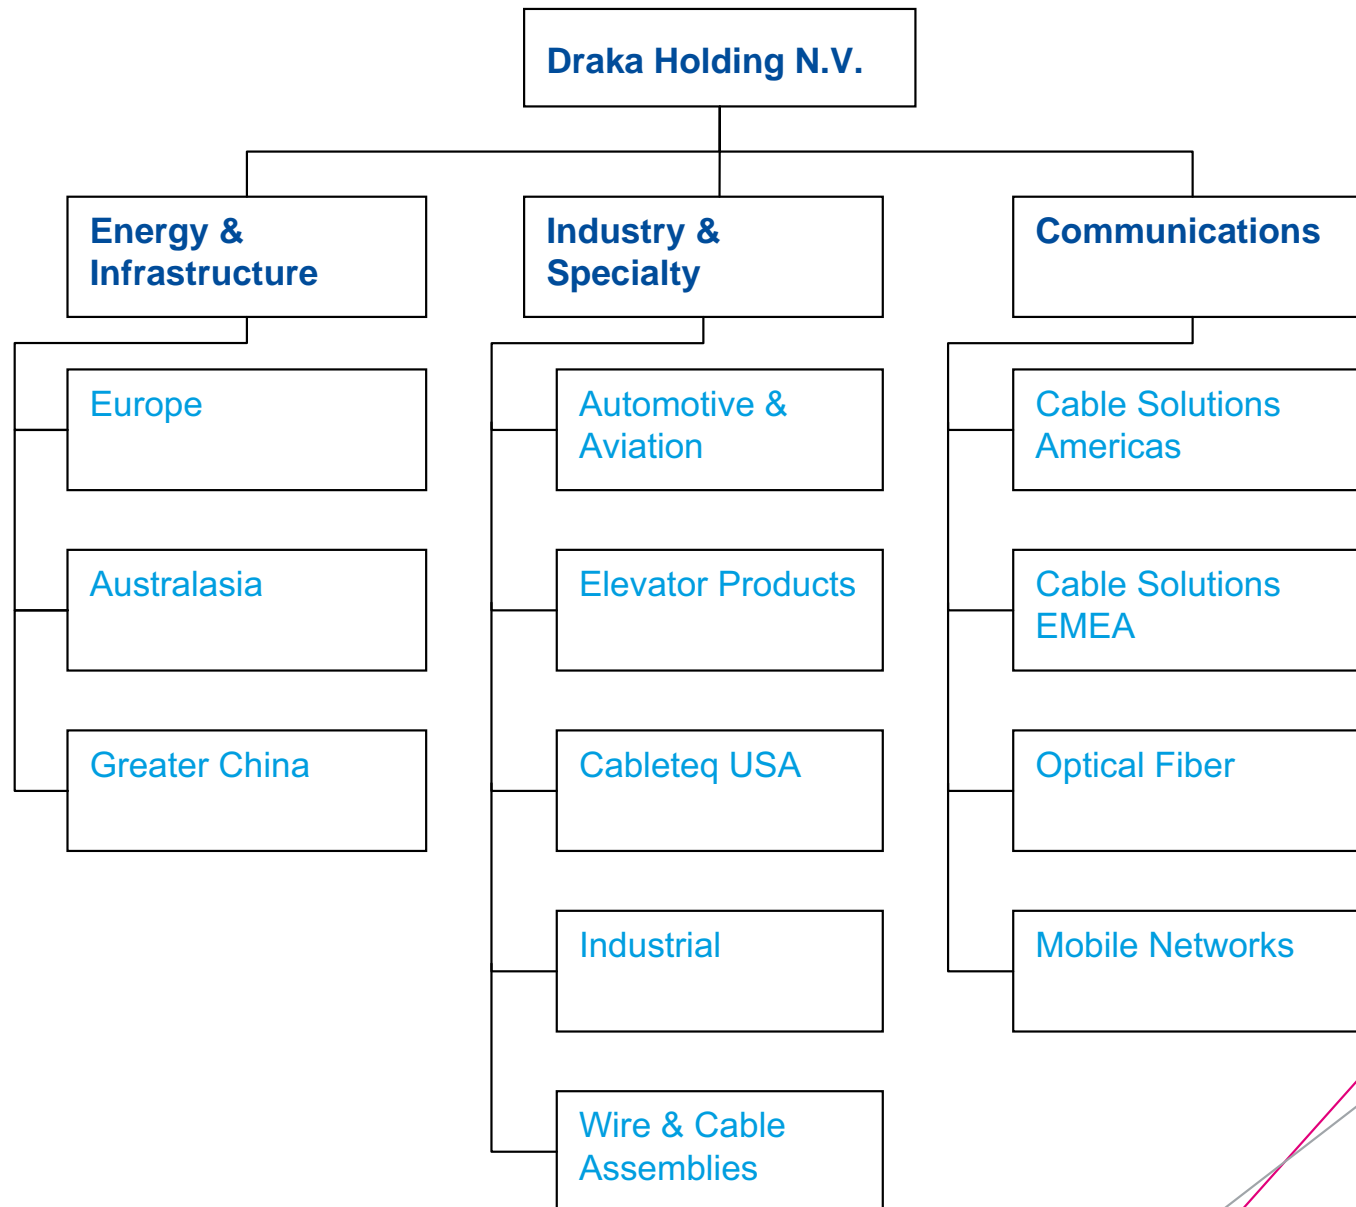 Draka Holding N.V.
Energy &
Infrastructure
Industry &
Specialty
Communications
Europe
Automotive &
Aviation
Cable Solutions
Americas
Australasia
Elevator Products
Cable Solutions
EMEA
Greater China
Cableteq USA
Optical Fiber
Industrial
Mobile Networks
Wire & Cable
Assemblies